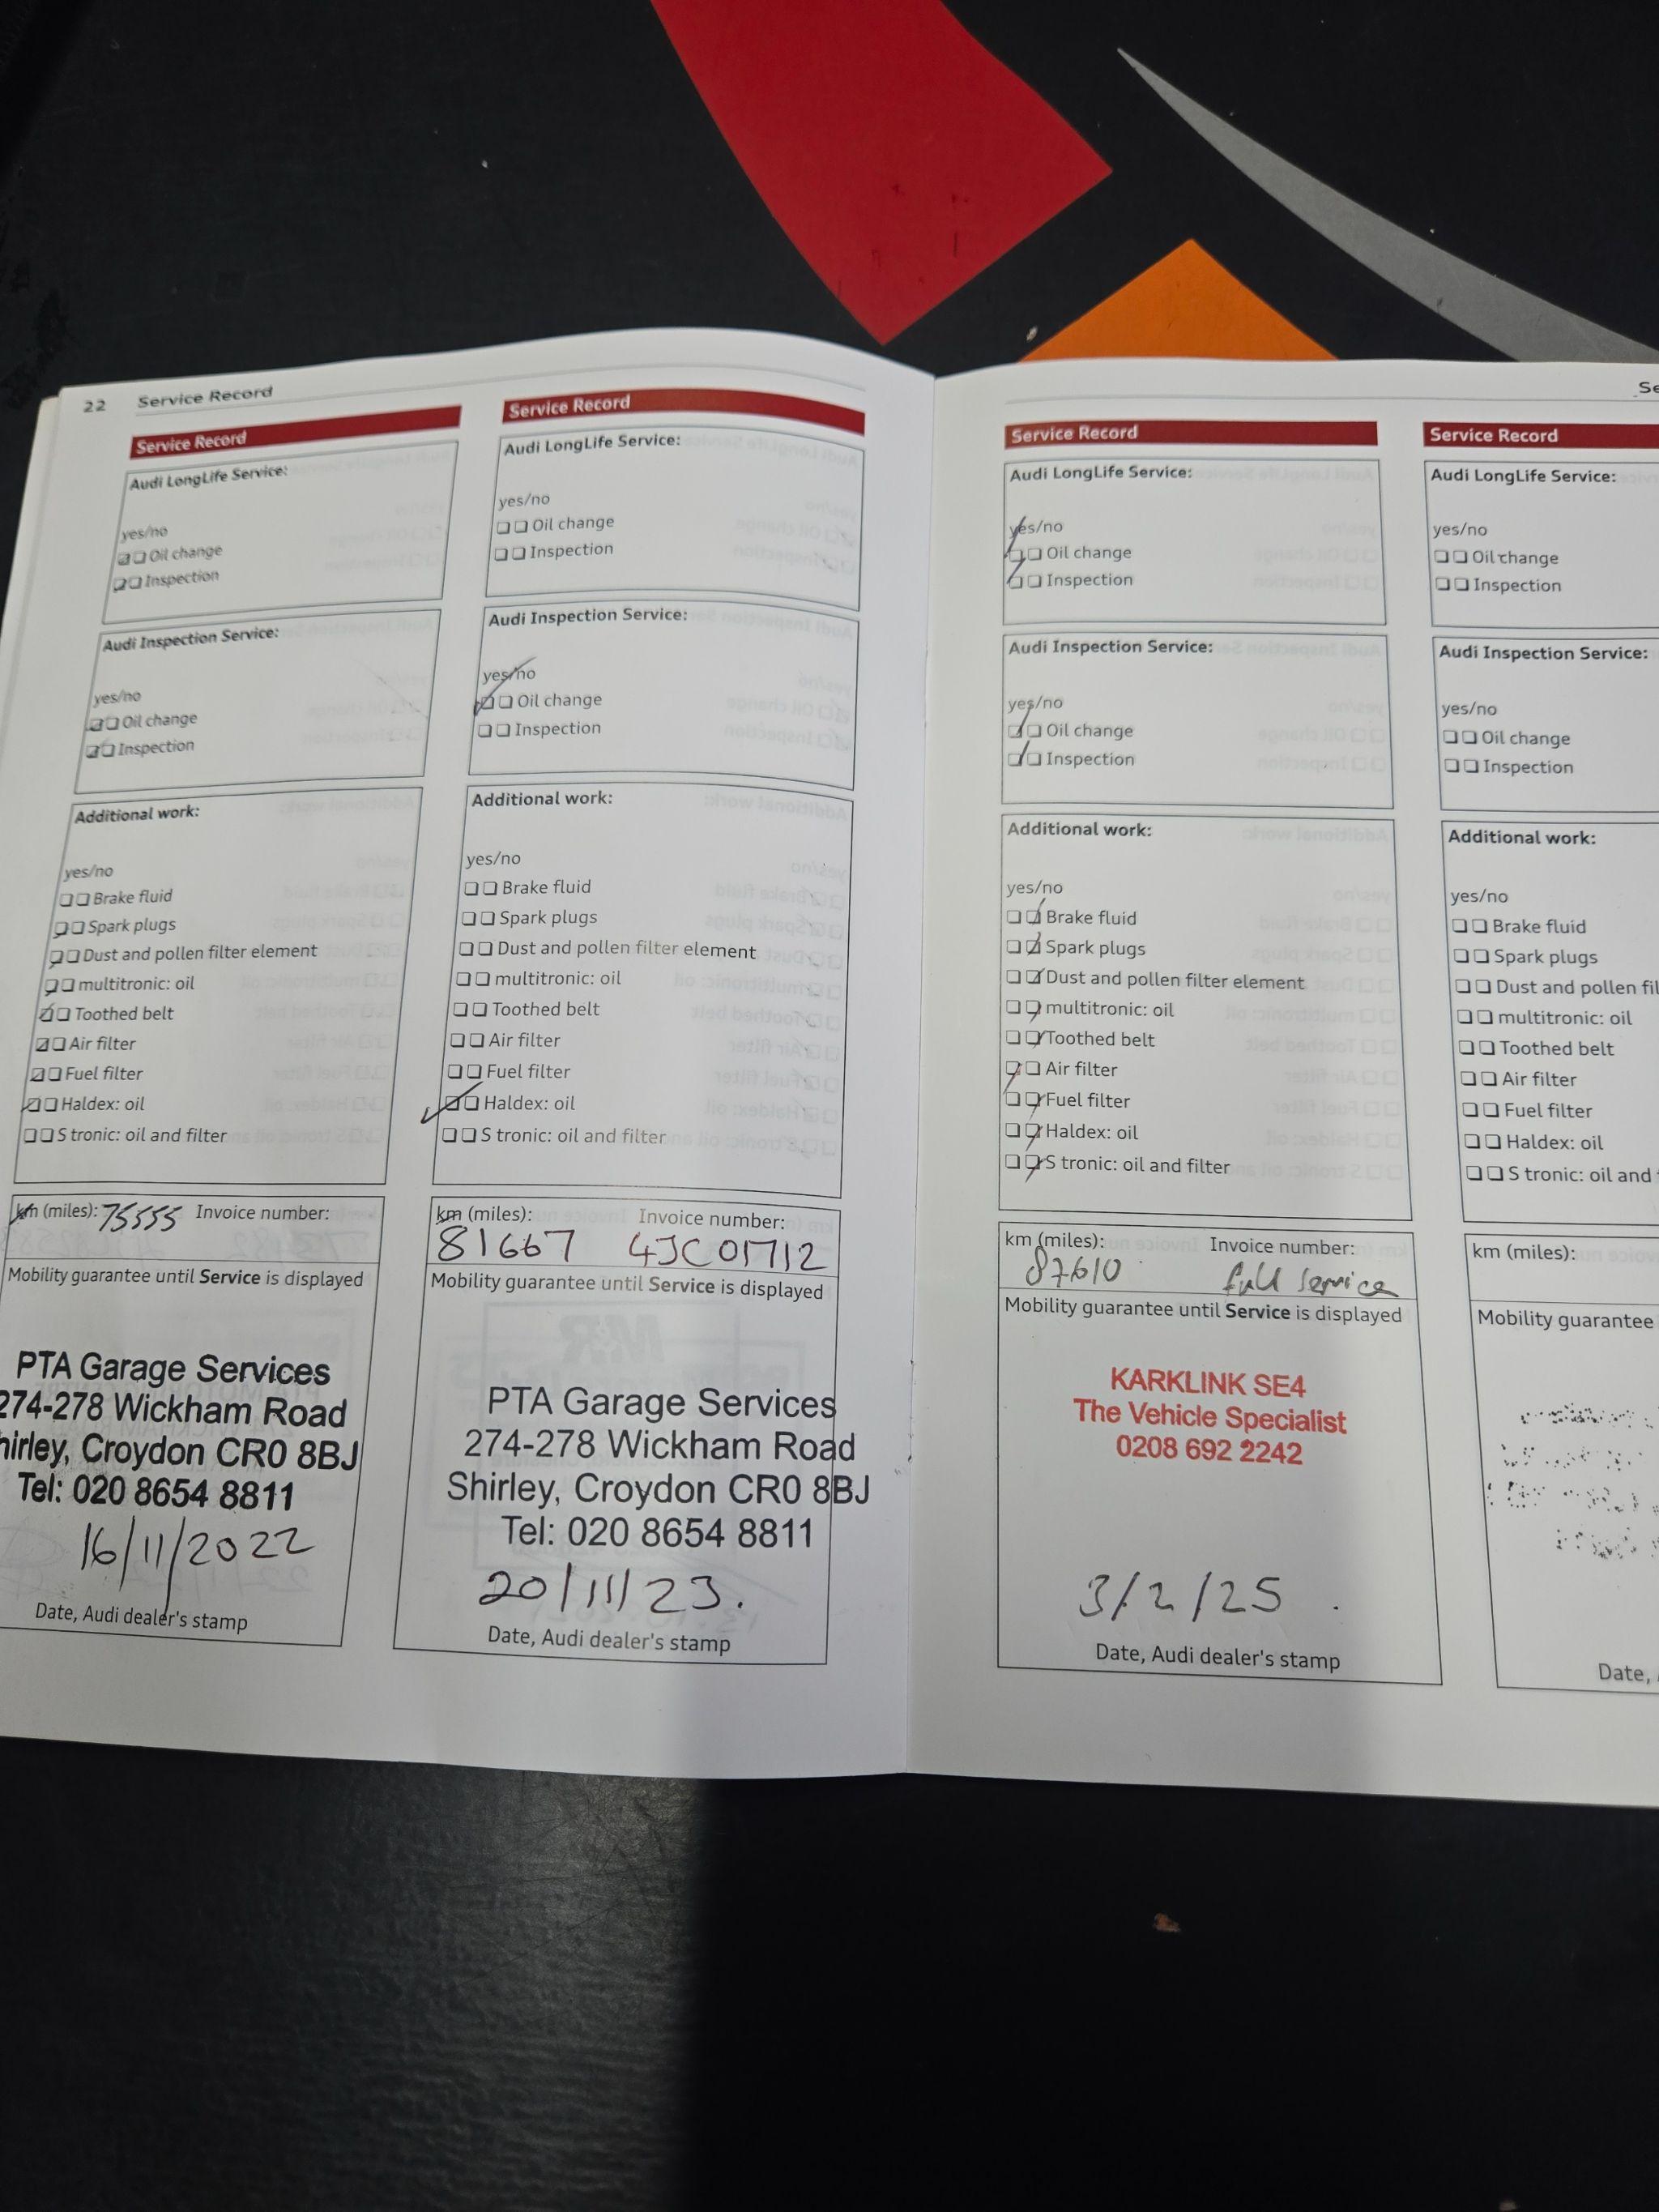 22 Service Record
Service Record
Audi LongLife Service:
yes/no
Oil change
Inspection
Audi Inspection Service:
yes/no
Oil change
Inspection
Additional work:
yes/no
Brake fluid
Spark plugs
Dust and pollen filter element
multitronic: oil
Toothed belt
Air filter
Fuel filter
Haldex: oil
S tronic: oil and filter
km (miles): 75555 Invoice number:
Mobility guarantee until Service is displayed
PTA Garage Services
274-278 Wickham Road
hirley, Croydon CR0 8BJ
Tel: 020 8654 8811
16/11/2022
Date, Audi dealer's stamp
Service Record
Audi LongLife Service:
yes/no
Oil change
Inspection
Audi Inspection Service:
yes/no
Oil change
Inspection
Additional work:
yes/no
Brake fluid
Spark plugs
Dust and pollen filter element
multitronic: oil
Toothed belt
Air filter
Fuel filter
Haldex: oil
S tronic: oil and filter
km (miles): Invoice number:
81667 4JC01712
Mobility guarantee until Service is displayed
PTA Garage Services
274-278 Wickham Road
Shirley, Croydon CR0 8BJ
Tel: 020 8654 8811
20/11/23.
Date, Audi dealer's stamp
Service Record
Audi LongLife Service:
yes/no
Oil change
Inspection
Audi Inspection Service:
yes/no
Oil change
Inspection
Additional work:
yes/no
Brake fluid
Spark plugs
Dust and pollen filter element
multitronic: oil
Toothed belt
Air filter
Fuel filter
Haldex: oil
S tronic: oil and filter
km (miles): Invoice number:
87610 full service
Mobility guarantee until Service is displayed
KARKLINK SE4
The Vehicle Specialist
0208 692 2242
3/2/25 .
Date, Audi dealer's stamp
Se
Service Record
Audi LongLife Service:
yes/no
Oil change
Inspection
Audi Inspection Service:
yes/no
Oil change
Inspection
Additional work:
yes/no
Brake fluid
Spark plugs
Dust and pollen fil
multitronic: oil
Toothed belt
Air filter
Fuel filter
Haldex: oil
S tronic: oil and
km (miles):
Mobility guarantee
Date,